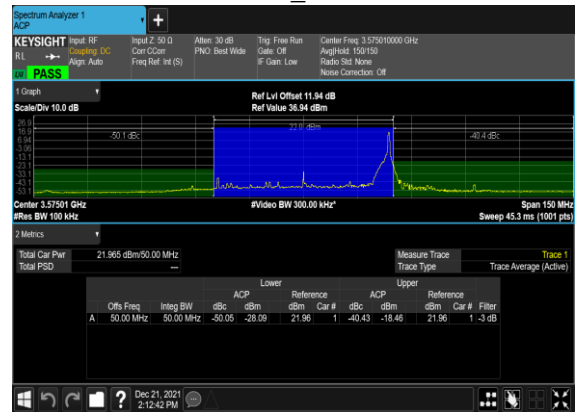 Spectrum Analyzer 1
ACP
+
KEYSIGHT Input: RF Input Z: 50 Ω Atten: 30 dB Trig: Free Run Center Freq: 3.575010000 GHz
RL Coupling: DC Corr CCorr PNO: Best Wide Gate: Off Avg|Hold: 150/150
Align: Auto Freq Ref: Int (S) IF Gain: Low Radio Std: None
PASS Noise Correction: Off
1 Graph
Ref Lvl Offset 11.94 dB
Scale/Div 10.0 dB Ref Value 36.94 dBm
26.9
16.9
6.94
-3.06
-13.1
-23.1
-33.1
-43.1
-53.1
-50.1 dBc 22.0 dBm -40.4 dBc
Center 3.57501 GHz #Video BW 300.00 kHz* Span 150 MHz
#Res BW 100 kHz Sweep 45.3 ms (1001 pts)
2 Metrics
Total Car Pwr 21.965 dBm/50.00 MHz Measure Trace Trace 1
Total PSD --- Trace Type Trace Average (Active)
Lower Upper
ACP Reference ACP Reference
Offs Freq Integ BW dBc dBm dBm Car # dBc dBm dBm Car # Filter
A 50.00 MHz 50.00 MHz -50.05 -28.09 21.96 1 -40.43 -18.46 21.96 1 -3 dB
? Dec 21, 2021
2:12:42 PM